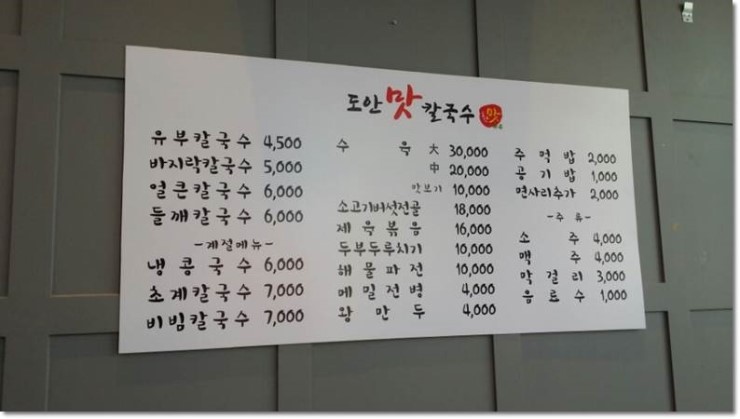 도안 맛 칼국수
유부칼국수 4,500
바지락칼국수 5,000
얼큰칼국수 6,000
들깨칼국수 6,000
-계절메뉴-
냉콩국수 6,000
초계칼국수 7,000
비빔칼국수 7,000
수육 大 30,000
中 20,000
맛보기 10,000
소고기버섯전골 18,000
제육볶음 16,000
두부두루치기 10,000
해물파전 10,000
메밀전병 4,000
왕만두 4,000
주먹밥 2,000
공기밥 1,000
면사리추가 2,000
-주류-
소주 4,000
맥주 4,000
막걸리 3,000
음료수 1,000